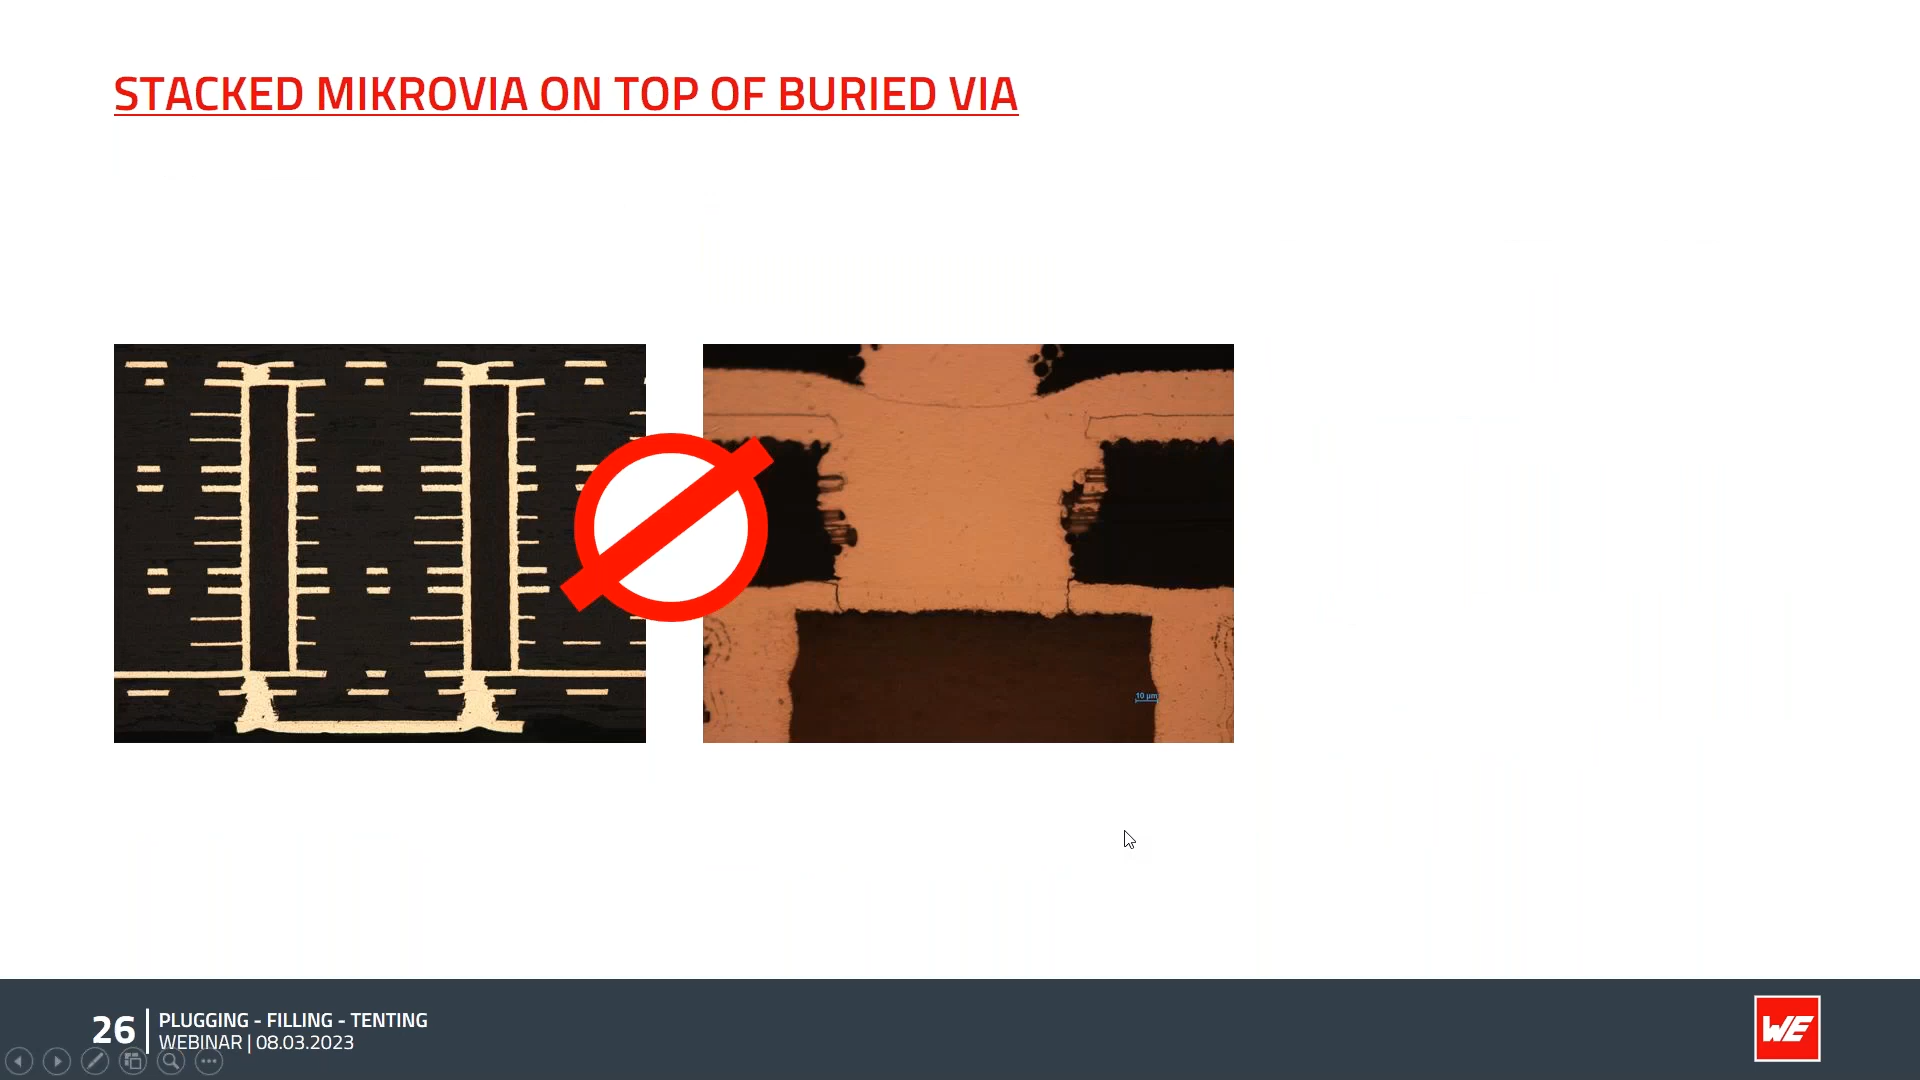 STACKED MIKROVIA ON TOP OF BURIED VIA
10 µm
26
PLUGGING - FILLING - TENTING
WEBINAR | 08.03.2023
WE